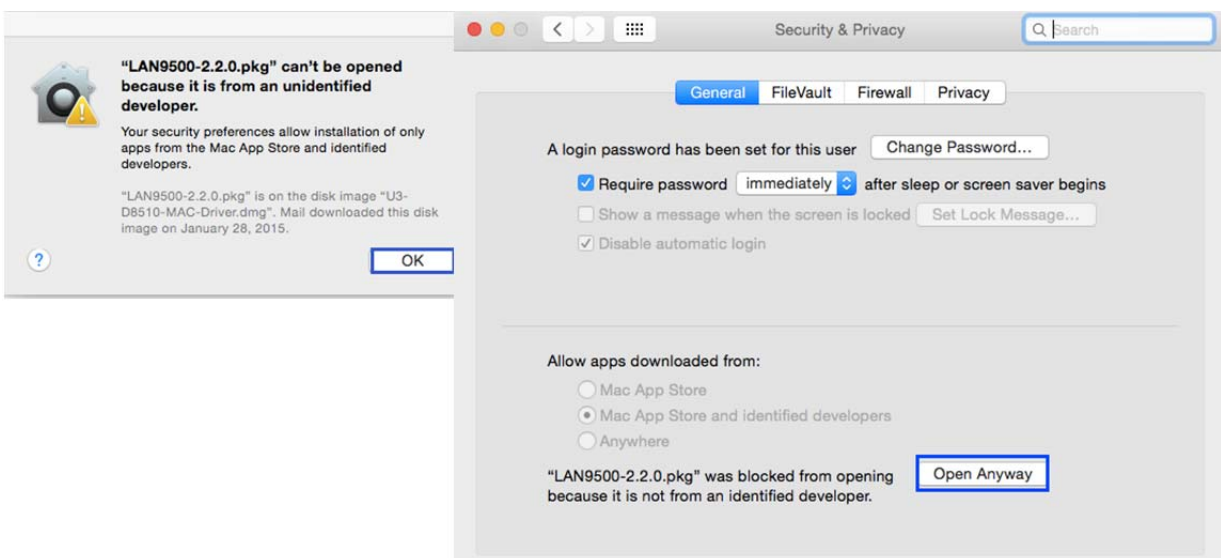 “LAN9500-2.2.0.pkg” can’t be opened
because it is from an unidentified
developer.
Your security preferences allow installation of only
apps from the Mac App Store and identified
developers.
“LAN9500-2.2.0.pkg” is on the disk image “U3-
D8510-MAC-Driver.dmg”. Mail downloaded this disk
image on January 28, 2015.
?
OK
Security & Privacy
Search
General FileVault Firewall Privacy
A login password has been set for this user Change Password...
Require password immediately after sleep or screen saver begins
Show a message when the screen is locked Set Lock Message...
Disable automatic login
Allow apps downloaded from:
Mac App Store
Mac App Store and identified developers
Anywhere
“LAN9500-2.2.0.pkg” was blocked from opening
because it is not from an identified developer.
Open Anyway